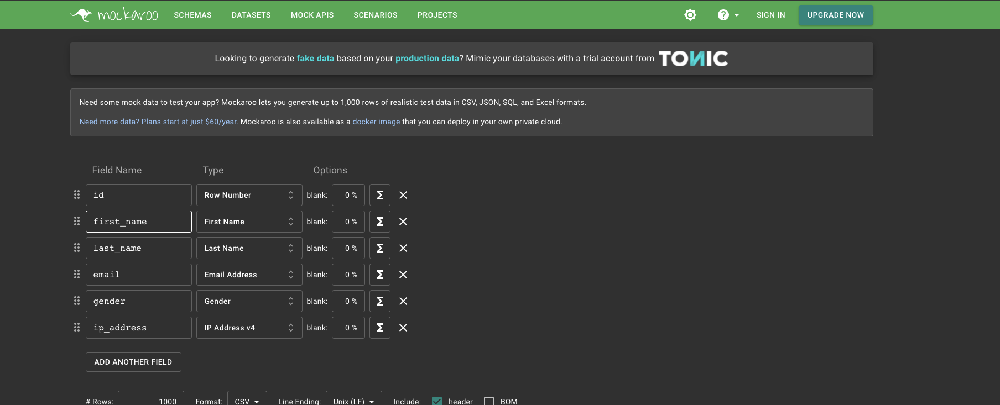 mockaroo SCHEMAS DATASETS MOCK APIS SCENARIOS PROJECTS ? SIGN IN UPGRADE NOW
Looking to generate fake data based on your production data? Mimic your databases with a trial account from TONIC
Need some mock data to test your app? Mockaroo lets you generate up to 1,000 rows of realistic test data in CSV, JSON, SQL, and Excel formats.
Need more data? Plans start at just $60/year. Mockaroo is also available as a docker image that you can deploy in your own private cloud.
Field Name Type Options
id Row Number blank: 0 % Σ
first_name First Name blank: 0 % Σ
last_name Last Name blank: 0 % Σ
email Email Address blank: 0 % Σ
gender Gender blank: 0 % Σ
ip_address IP Address v4 blank: 0 % Σ
ADD ANOTHER FIELD
# Rows: 1000 Format: CSV Line Ending: Unix (LF) Include: header BOM